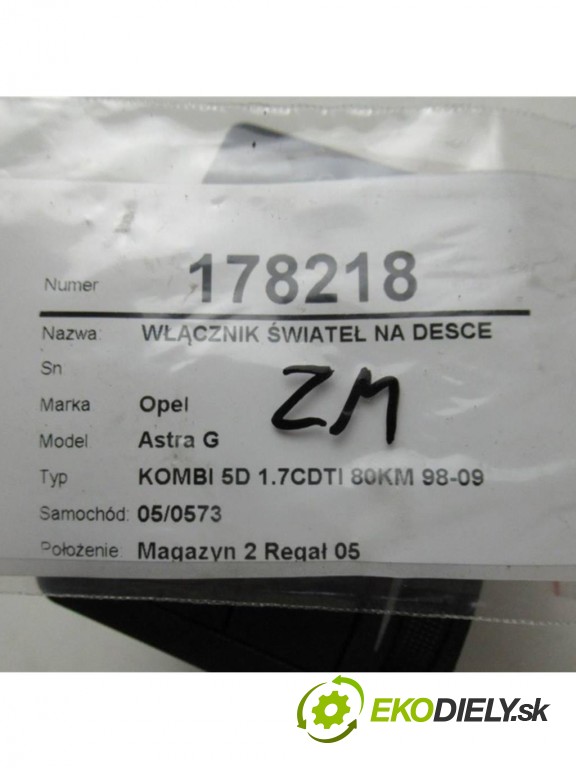 Numer 178218
Nazwa: WŁĄCZNIK ŚWIATEŁ NA DESCE
Sn
ZM
Marka Opel
Model Astra G
Typ KOMBI 5D 1.7CDTI 80KM 98-09
Samochód: 05/0573
Położenie: Magazyn 2 Regał 05
EKODIELY.sk